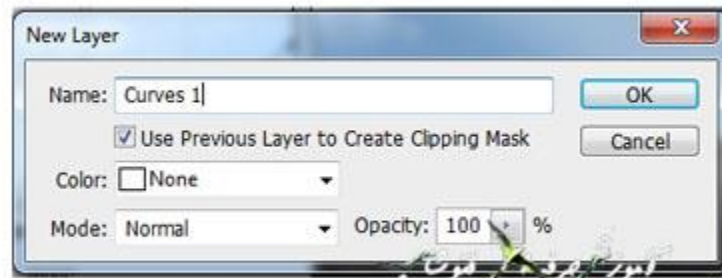 New Layer
Name: Curves 1
OK
Use Previous Layer to Create Clipping Mask
Cancel
Color: None
Mode: Normal
Opacity: 100 %